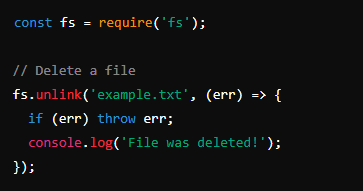 const fs = require('fs');

// Delete a file
fs.unlink('example.txt', (err) => {
  if (err) throw err;
  console.log('File was deleted!');
});